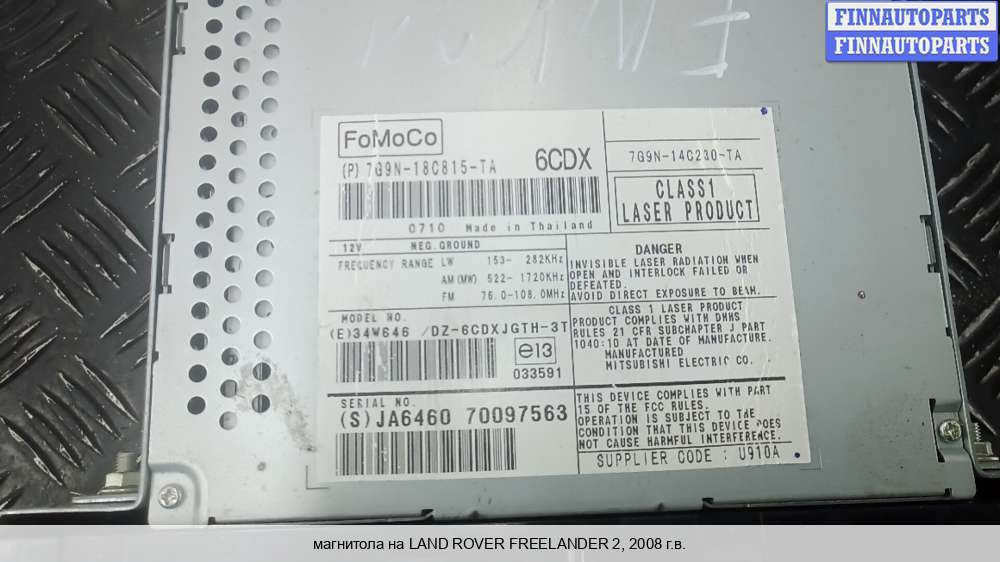 FINNAUTOPARTS
FINNAUTOPARTS
FoMoCo
(P) 7G9N-18C815-TA 6CDX
0710 Made in Thailand
7G9N-14C230-TA
CLASS1
LASER PRODUCT
12V NEG.GROUND
FREQUENCY RANGE LW 153- 282KHz
AM(MW) 522- 1720KHz
FM 76.0-108.0MHz
DANGER
INVISIBLE LASER RADIATION WHEN
OPEN AND INTERLOCK FAILED OR
DEFEATED.
AVOID DIRECT EXPOSURE TO BEAM.
MODEL NO.
(E)34W646 /DZ-6CDXJGTH-3T
e13
033591
CLASS 1 LASER PRODUCT
PRODUCT COMPLIES WITH DHHS
RULES 21 CFR SUBCHAPTER J PART
1040:10 AT DATE OF MANUFACTURE.
MANUFACTURED
MITSUBISHI ELECTRIC CO.
SERIAL NO.
(S)JA6460 70097563
THIS DEVICE COMPLIES WITH PART
15 OF THE FCC RULES.
OPERATION IS SUBJECT TO THE
CONDITION THAT THIS DEVICE DOES
NOT CAUSE HARMFUL INTERFERENCE.
SUPPLIER CODE : U910A
магнитола на LAND ROVER FREELANDER 2, 2008 г.в.